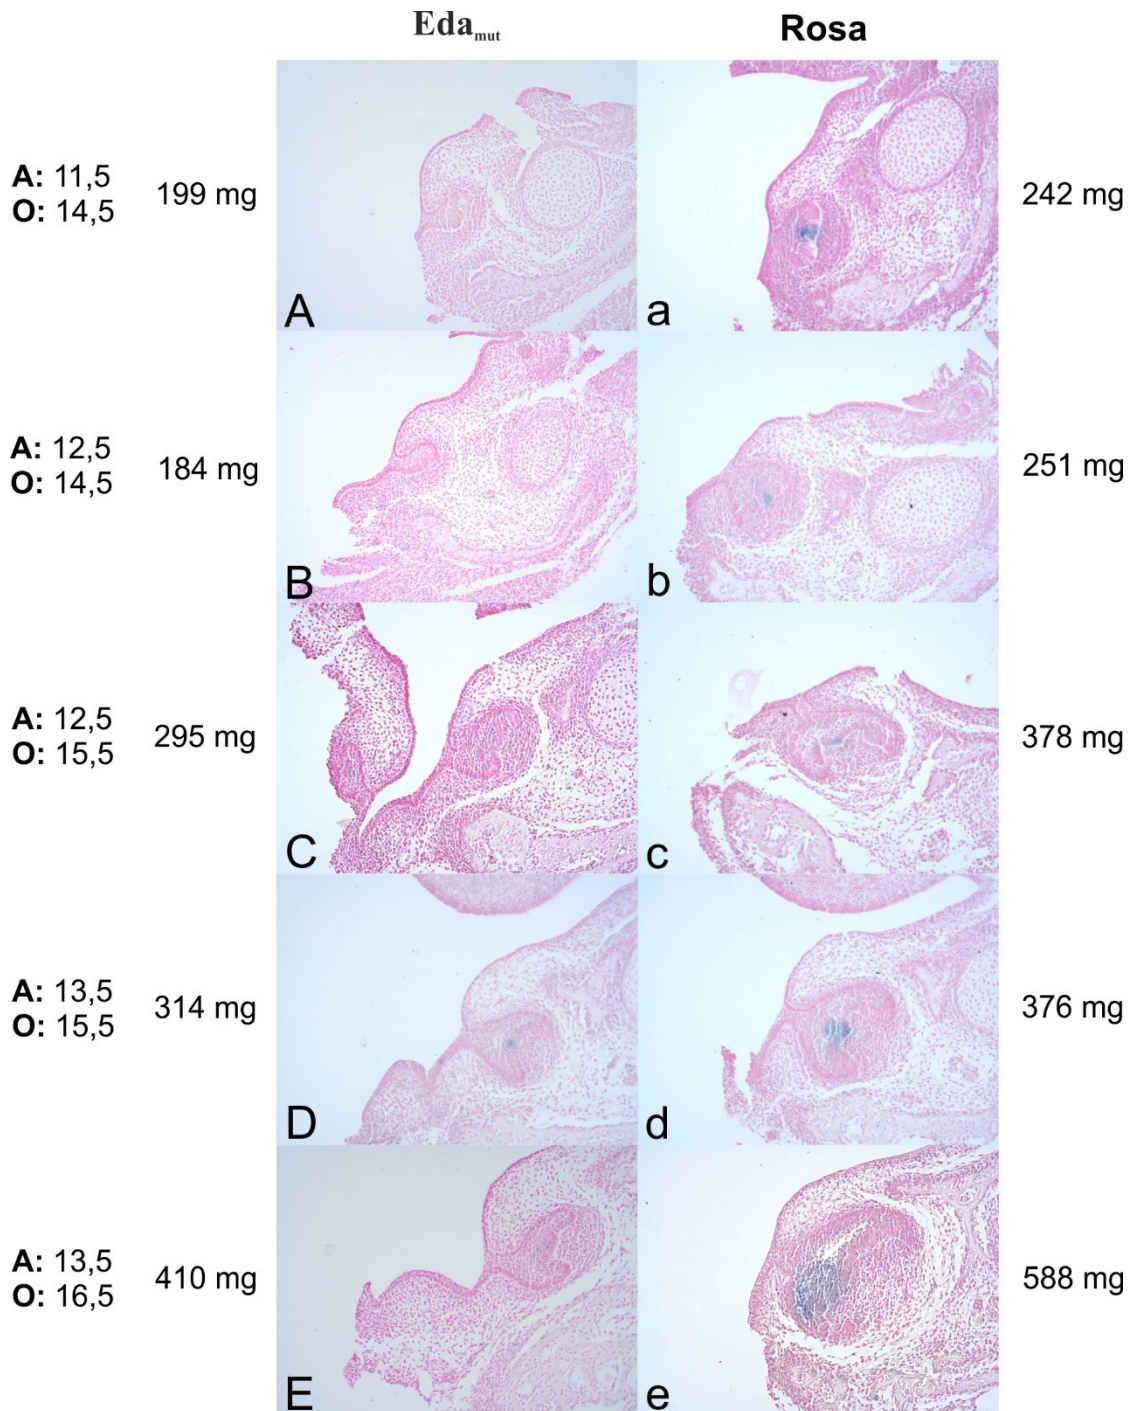 Eda mut Rosa
A: 11,5
O: 14,5
199 mg
242 mg
A
a
A: 12,5
O: 14,5
184 mg
251 mg
B
b
A: 12,5
O: 15,5
295 mg
378 mg
C
c
A: 13,5
O: 15,5
314 mg
376 mg
D
d
A: 13,5
O: 16,5
410 mg
588 mg
E
e